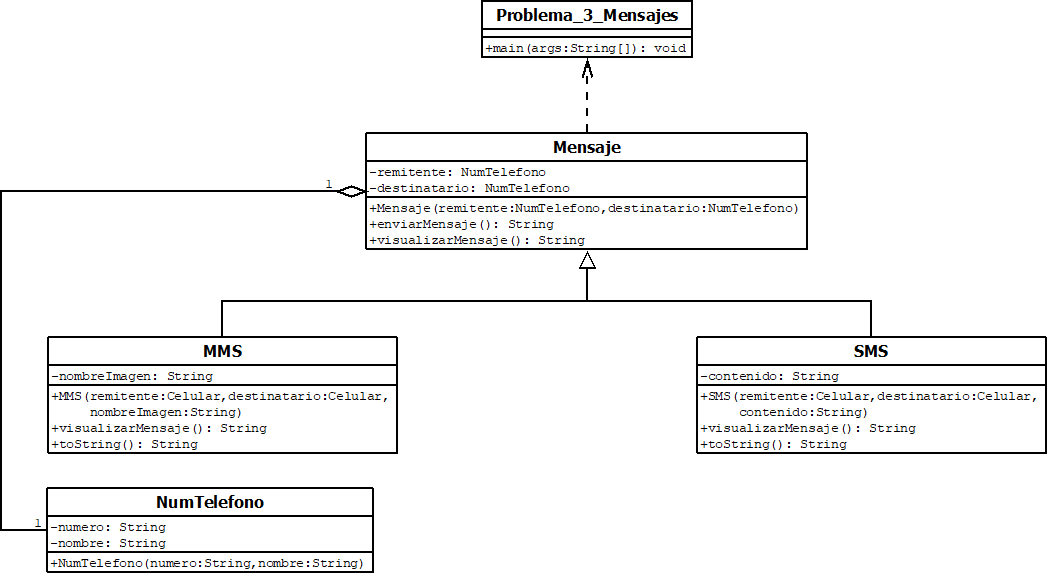 Problema_3_Mensajes
+main(args:String[]): void
Mensaje
-remitente: NumTelefono
-destinatario: NumTelefono
+Mensaje(remitente:NumTelefono,destinatario:NumTelefono)
+enviarMensaje(): String
+visualizarMensaje(): String
1
MMS
-nombreImagen: String
+MMS(remitente:Celular,destinatario:Celular,
nombreImagen:String)
+visualizarMensaje(): String
+toString(): String
SMS
-contenido: String
+SMS(remitente:Celular,destinatario:Celular,
contenido:String)
+visualizarMensaje(): String
+toString(): String
NumTelefono
1
-numero: String
-nombre: String
+NumTelefono(numero:String,nombre:String)